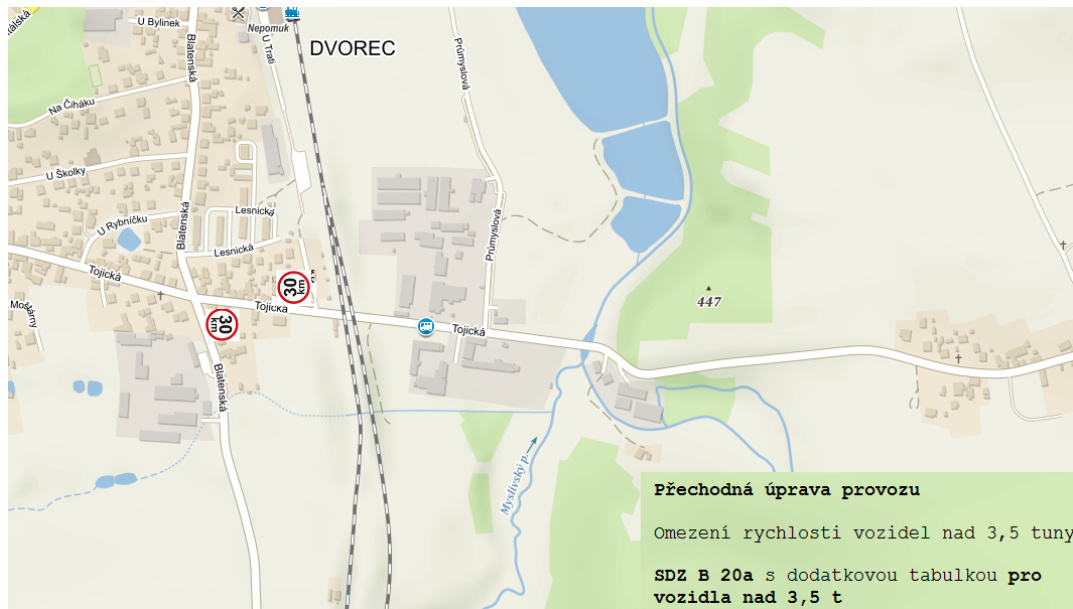 U Bylinek
Nepomuk
DVOREC
U Trati
Blatenská
Průmyslová
Na Čiháku
U Školky
Lesnická
U Rybníčku
Blatenská
Průmyslová
Lesnická
Tojická
30
km
447
Tojická
30
km
Tojická
Blatenská
Myslivský p.
Přechodná úprava provozu
Omezení rychlosti vozidel nad 3,5 tuny
SDZ B 20a s dodatkovou tabulkou pro
vozidla nad 3,5 t